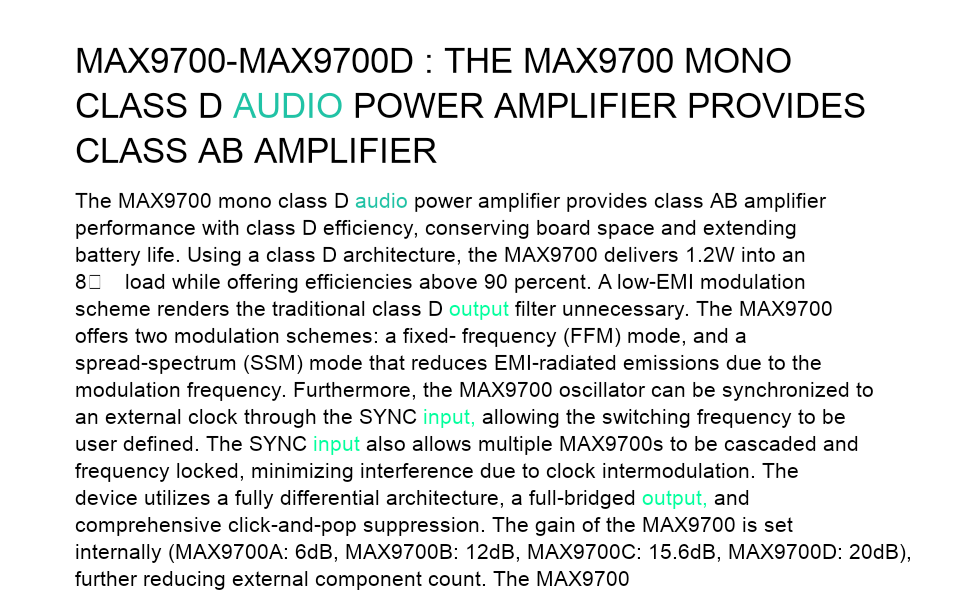 MAX9700-MAX9700D : THE MAX9700 MONO
CLASS D AUDIO POWER AMPLIFIER PROVIDES
CLASS AB AMPLIFIER
The MAX9700 mono class D audio power amplifier provides class AB amplifier
performance with class D efficiency, conserving board space and extending
battery life. Using a class D architecture, the MAX9700 delivers 1.2W into an
8□ load while offering efficiencies above 90 percent. A low-EMI modulation
scheme renders the traditional class D output filter unnecessary. The MAX9700
offers two modulation schemes: a fixed- frequency (FFM) mode, and a
spread-spectrum (SSM) mode that reduces EMI-radiated emissions due to the
modulation frequency. Furthermore, the MAX9700 oscillator can be synchronized to
an external clock through the SYNC input, allowing the switching frequency to be
user defined. The SYNC input also allows multiple MAX9700s to be cascaded and
frequency locked, minimizing interference due to clock intermodulation. The
device utilizes a fully differential architecture, a full-bridged output, and
comprehensive click-and-pop suppression. The gain of the MAX9700 is set
internally (MAX9700A: 6dB, MAX9700B: 12dB, MAX9700C: 15.6dB, MAX9700D: 20dB),
further reducing external component count. The MAX9700